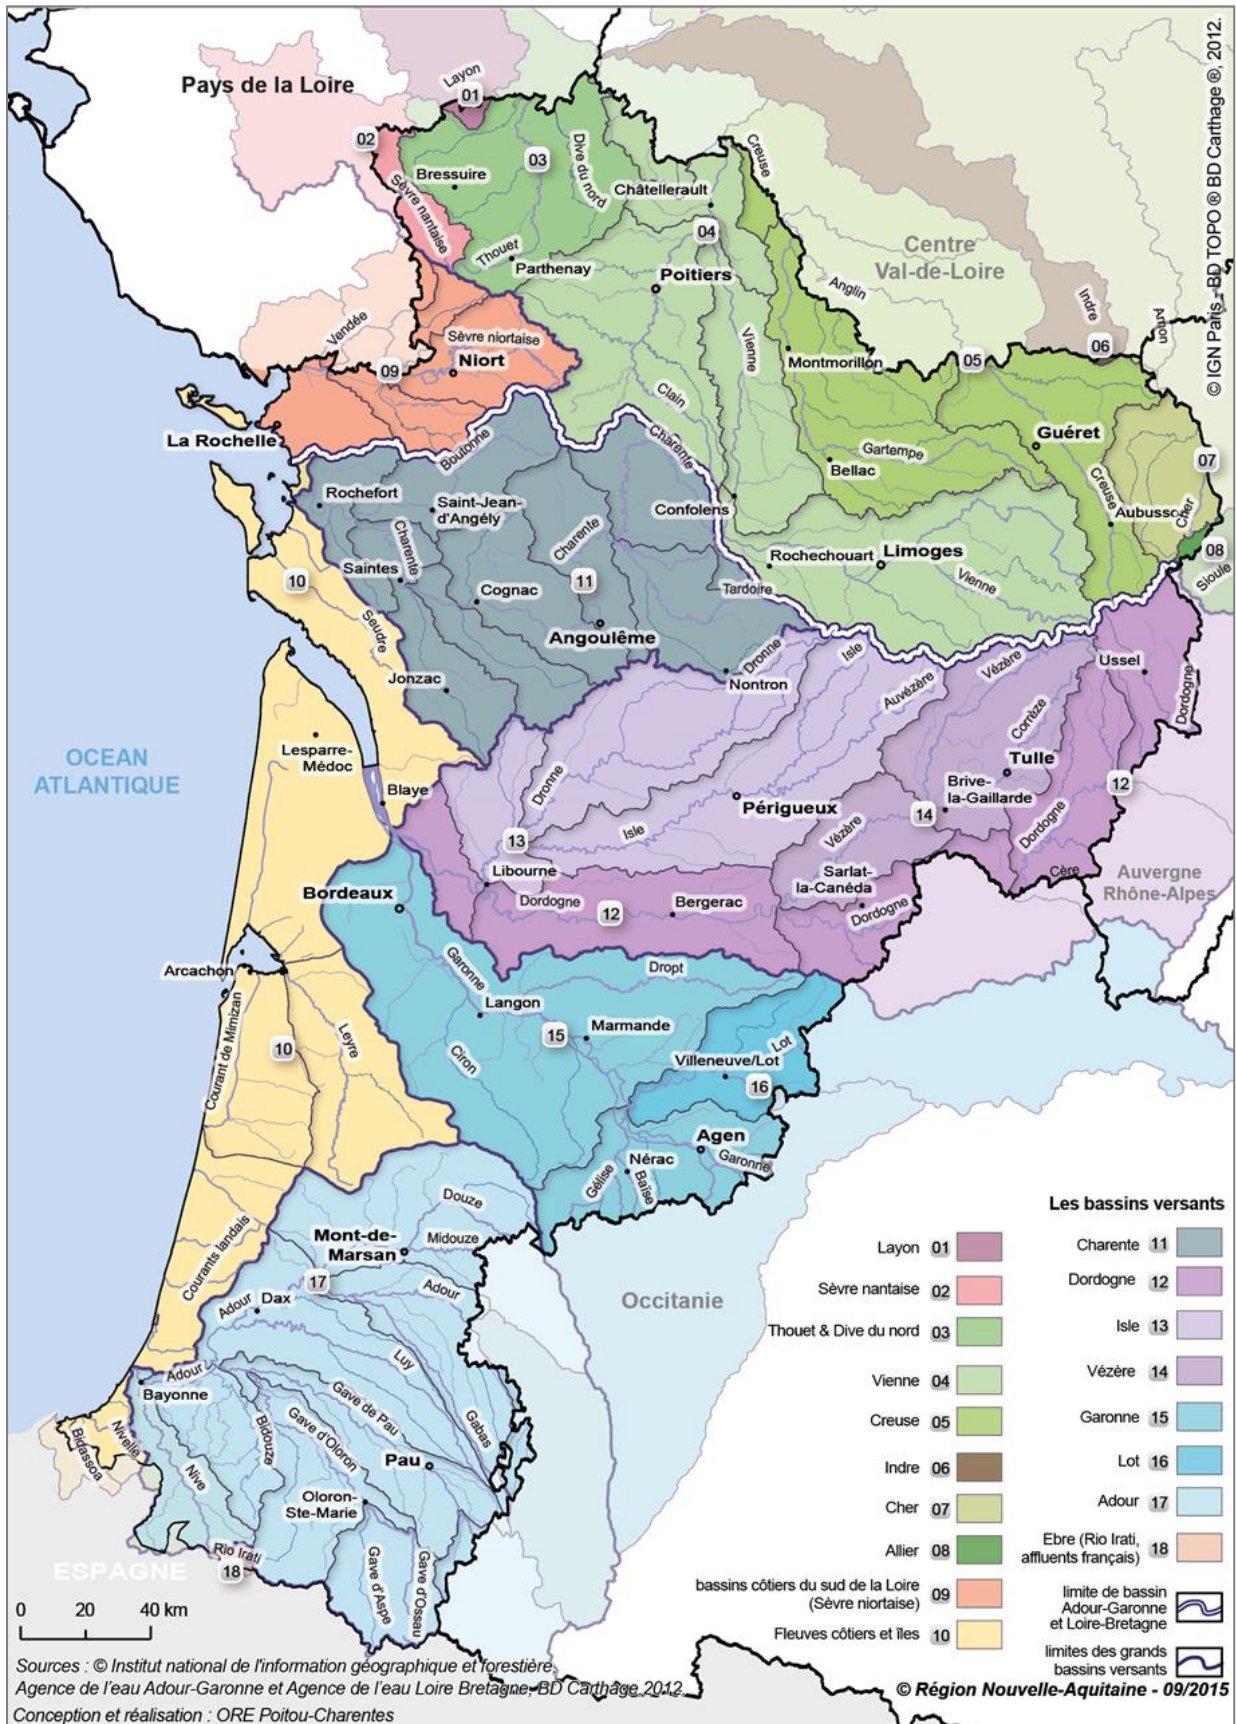 © IGN Paris - BD TOPO ® BD Carthage ®, 2012.
Pays de la Loire
Layon
01
02
03
Bressuire
Dive du nord
Creuse
Châtellerault
Sèvre nantaise
04
Thouet
Parthenay
Poitiers
Centre
Val-de-Loire
Anglin
Indre
Arnon
Vendée
Sèvre niortaise
Vienne
Montmorillon
05
06
09
Niort
Clain
La Rochelle
Boutonne
Charente
Gartempe
Guéret
Bellac
07
Rochefort
Saint-Jean-
d'Angély
Confolens
Creuse
Aubusson
Cher
Charente
Charente
Rochechouart
Limoges
08
Sioule
Saintes
10
Cognac
11
Tardoire
Vienne
Seudre
Angoulême
Dronne
Isle
Vézère
Ussel
Jonzac
Nontron
Auvézère
Dordogne
Corrèze
OCEAN
ATLANTIQUE
Lesparre-
Médoc
Dronne
Tulle
Blaye
Périgueux
Brive-
la-Gaillarde
12
Isle
Vézère
14
Dordogne
13
Libourne
Sarlat-
la-Canéda
Cère
Auvergne
Rhône-Alpes
Bordeaux
Dordogne
12
Bergerac
Dordogne
Arcachon
Garonne
Dropt
Langon
15
Marmande
Courant de Mimizan
10
Leyre
Ciron
Lot
Villeneuve/Lot
16
Agen
Nérac
Garonne
Gélise
Baïse
Douze
Courants landais
Mont-de-
Marsan
Midouze
17
Adour
Adour
Dax
Occitanie
Luy
Adour
Bayonne
Gave de Pau
Gabas
Nivelle
Bidassoa
Bidouze
Gave d'Oloron
Nive
Pau
Oloron-
Ste-Marie
Rio Irati
18
Gave d'Aspe
Gave d'Ossau
ESPAGNE
0 20 40 km
Les bassins versants
Layon 01
Sèvre nantaise 02
Thouet & Dive du nord 03
Vienne 04
Creuse 05
Indre 06
Cher 07
Allier 08
bassins côtiers du sud de la Loire
(Sèvre niortaise) 09
Fleuves côtiers et îles 10
Charente 11
Dordogne 12
Isle 13
Vézère 14
Garonne 15
Lot 16
Adour 17
Ebre (Rio Irati,
affluents français) 18
limite de bassin
Adour-Garonne
et Loire-Bretagne
limites des grands
bassins versants
Sources : © Institut national de l'information géographique et forestière,
Agence de l'eau Adour-Garonne et Agence de l'eau Loire Bretagne, BD Carthage 2012.
© Région Nouvelle-Aquitaine - 09/2015
Conception et réalisation : ORE Poitou-Charentes